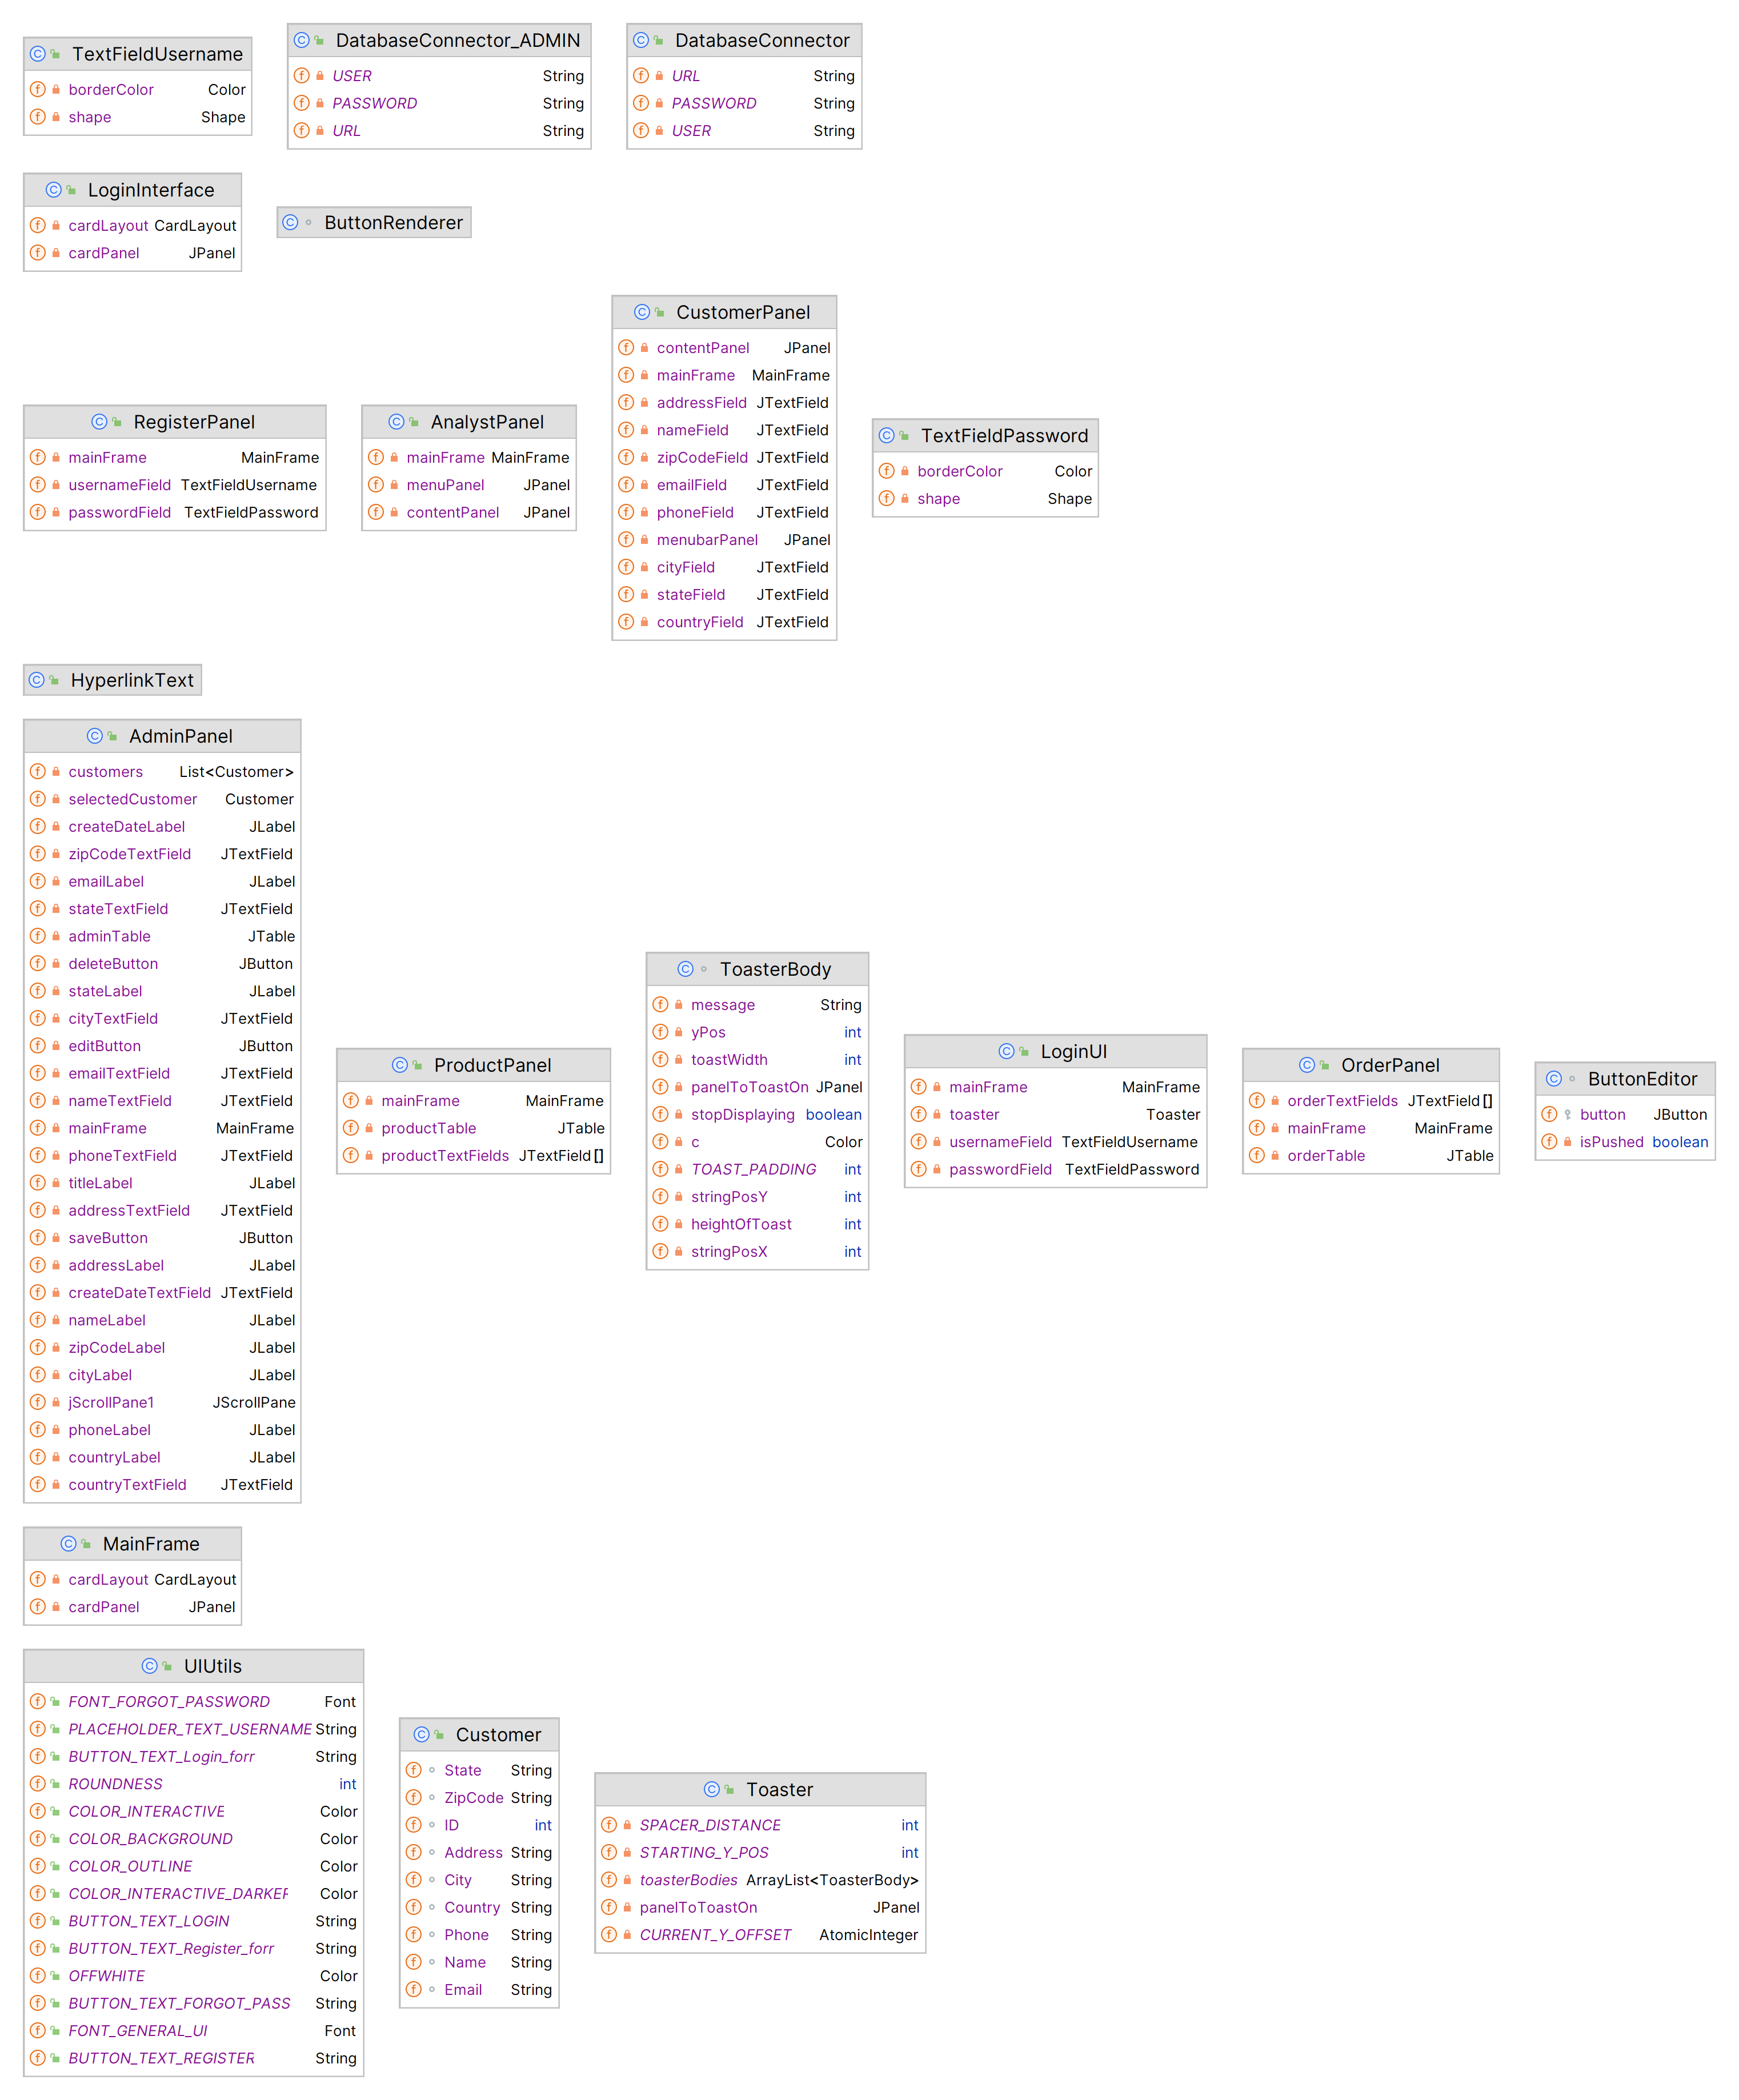 TextFieldUsername
borderColor Color
shape Shape
DatabaseConnector_ADMIN
USER String
PASSWORD String
URL String
DatabaseConnector
URL String
PASSWORD String
USER String
LoginInterface
cardLayout CardLayout
cardPanel JPanel
ButtonRenderer
RegisterPanel
mainFrame MainFrame
usernameField TextFieldUsername
passwordField TextFieldPassword
AnalystPanel
mainFrame MainFrame
menuPanel JPanel
contentPanel JPanel
CustomerPanel
contentPanel JPanel
mainFrame MainFrame
addressField JTextField
nameField JTextField
zipCodeField JTextField
emailField JTextField
phoneField JTextField
menubarPanel JPanel
cityField JTextField
stateField JTextField
countryField JTextField
TextFieldPassword
borderColor Color
shape Shape
HyperlinkText
AdminPanel
customers List<Customer>
selectedCustomer Customer
createDateLabel JLabel
zipCodeTextField JTextField
emailLabel JLabel
stateTextField JTextField
adminTable JTable
deleteButton JButton
stateLabel JLabel
cityTextField JTextField
editButton JButton
emailTextField JTextField
nameTextField JTextField
mainFrame MainFrame
phoneTextField JTextField
titleLabel JLabel
addressTextField JTextField
saveButton JButton
addressLabel JLabel
createDateTextField JTextField
nameLabel JLabel
zipCodeLabel JLabel
cityLabel JLabel
jScrollPane1 JScrollPane
phoneLabel JLabel
countryLabel JLabel
countryTextField JTextField
ProductPanel
mainFrame MainFrame
productTable JTable
productTextFields JTextField[]
ToasterBody
message String
yPos int
toastWidth int
panelToToastOn JPanel
stopDisplaying boolean
c Color
TOAST_PADDING int
stringPosY int
heightOfToast int
stringPosX int
LoginUI
mainFrame MainFrame
toaster Toaster
usernameField TextFieldUsername
passwordField TextFieldPassword
OrderPanel
orderTextFields JTextField[]
mainFrame MainFrame
orderTable JTable
ButtonEditor
button JButton
isPushed boolean
MainFrame
cardLayout CardLayout
cardPanel JPanel
UIUtils
FONT_FORGOT_PASSWORD Font
PLACEHOLDER_TEXT_USERNAME String
BUTTON_TEXT_Login_forr String
ROUNDNESS int
COLOR_INTERACTIVE Color
COLOR_BACKGROUND Color
COLOR_OUTLINE Color
COLOR_INTERACTIVE_DARKER Color
BUTTON_TEXT_LOGIN String
BUTTON_TEXT_Register_forr String
OFFWHITE Color
BUTTON_TEXT_FORGOT_PASS String
FONT_GENERAL_UI Font
BUTTON_TEXT_REGISTER String
Customer
State String
ZipCode String
ID int
Address String
City String
Country String
Phone String
Name String
Email String
Toaster
SPACER_DISTANCE int
STARTING_Y_POS int
toasterBodies ArrayList<ToasterBody>
panelToToastOn JPanel
CURRENT_Y_OFFSET AtomicInteger